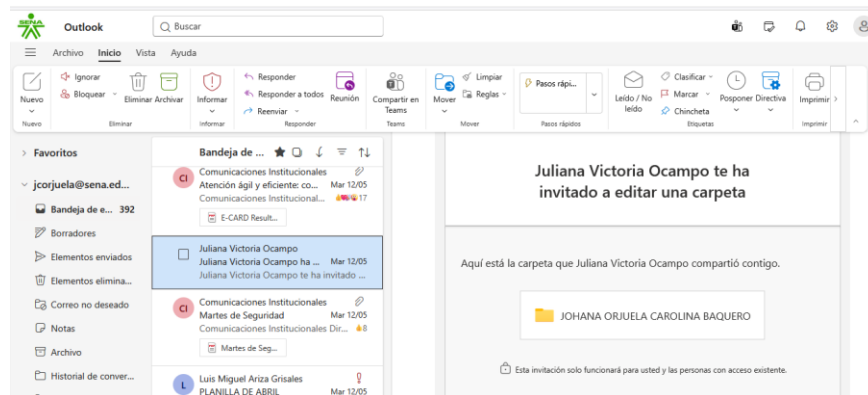 SENA
Outlook
Buscar
Archivo Inicio Vista Ayuda
Nuevo
Ignorar
Bloquear
Eliminar Archivar
Informar
Responder
Responder a todos
Reenviar
Reunión
Compartir en
Teams
Mover
Limpiar
Reglas
Pasos rápi...
Leído / No
leído
Clasificar
Marcar
Chincheta
Posponer Directiva
Imprimir
Nuevo Eliminar Informar Responder Teams Mover Pasos rápidos Etiquetas Imprimir
Favoritos
jcorjuela@sena.ed...
Bandeja de e... 392
Borradores
Elementos enviados
Elementos elimina...
Correo no deseado
Notas
Archivo
Historial de conver...
Bandeja de ...
CI
Comunicaciones Institucionales
Atención ágil y eficiente: co... Mar 12/05
Comunicaciones Institucional... 17
E-CARD Result...
Juliana Victoria Ocampo
Juliana Victoria Ocampo ha ... Mar 12/05
Juliana Victoria Ocampo te ha invitado ...
CI
Comunicaciones Institucionales
Martes de Seguridad Mar 12/05
Comunicaciones Institucionales Dir... 8
Martes de Seg...
L
Luis Miguel Ariza Grisales
PLANILLA DE ABRIL Mar 12/05
Juliana Victoria Ocampo te ha
invitado a editar una carpeta
Aquí está la carpeta que Juliana Victoria Ocampo compartió contigo.
JOHANA ORJUELA CAROLINA BAQUERO
Esta invitación solo funcionará para usted y las personas con acceso existente.